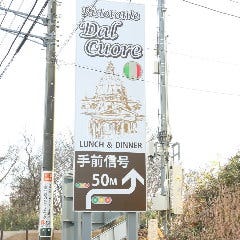 Ristorante
Dal
Cuore
LUNCH & DINNER
手前信号
50M